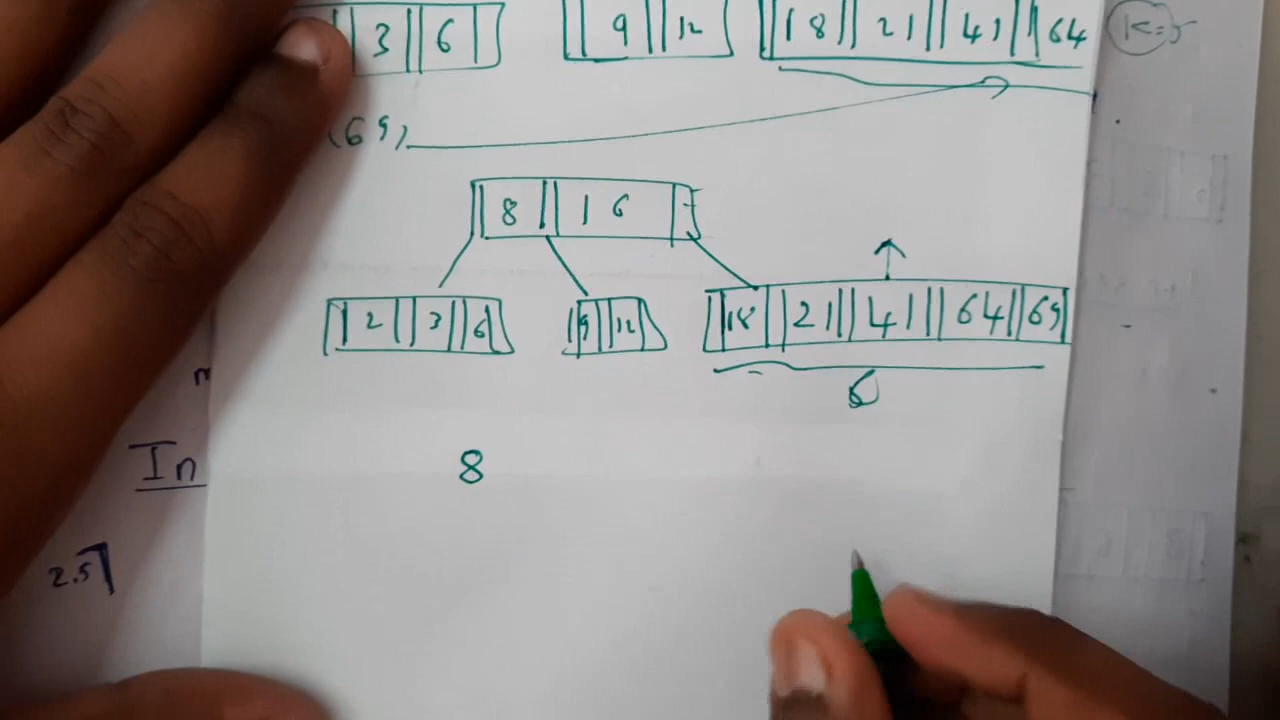 3 6 9 12 18 21 41 64 K=5
(69)
8 16
2 3 6 9 12 18 21 41 64 69
6
In 8
2.5